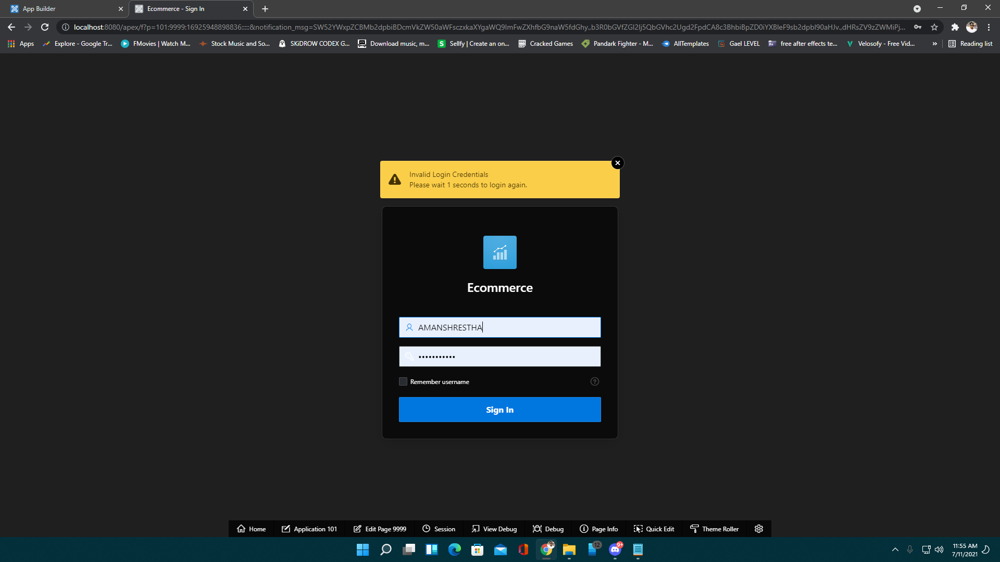 App Builder
Ecommerce - Sign In
localhost:8080/apex/f?p=101:9999:16925948898836:::::&notification_msg=
Apps
Explore - Google Tr...
FMovies | Watch M...
Stock Music and So...
SKiDROW CODEX G...
Download music, m...
Sellfy | Create an on...
Cracked Games
Pandark Fighter - M...
AllTemplates
Gael LEVEL
free after effects te...
Velosofy - Free Vid...
»
Reading list
Invalid Login Credentials
Please wait 1 seconds to login again.
Ecommerce
AMANSHRESTHA
•••••••••••
Remember username
Sign In
Home
Application 101
Edit Page 9999
Session
View Debug
Debug
Page Info
Quick Edit
Theme Roller
12
9+
11:55 AM
7/11/2021